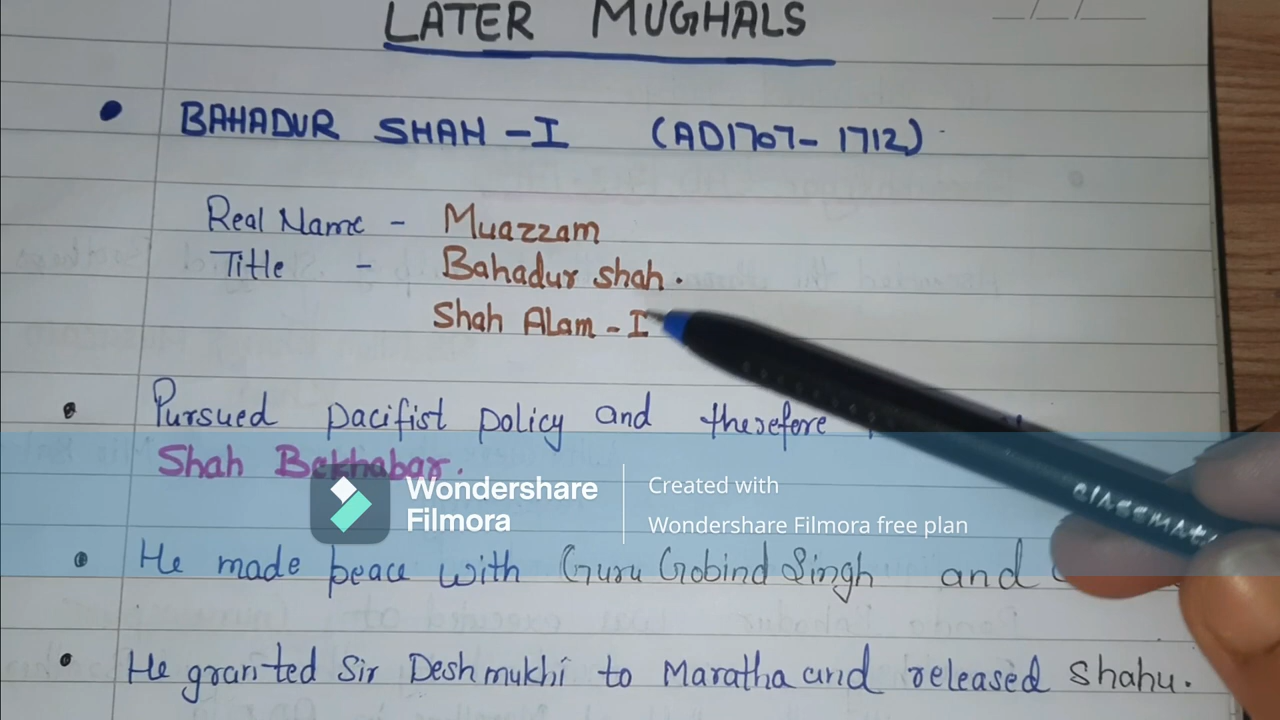 LATER MUGHALS
BAHADUR SHAH - I (AD1707- 1712)
Real Name - Muazzam
Title - Bahadur shah.
Shah Alam - I
Pursued pacifist policy and therefore
Shah Bekhabar.
Wondershare Filmora
Created with
Wondershare Filmora free plan
He made peace with Guru Gobind Singh and
He granted Sir Deshmukhi to Maratha and released Shahu.